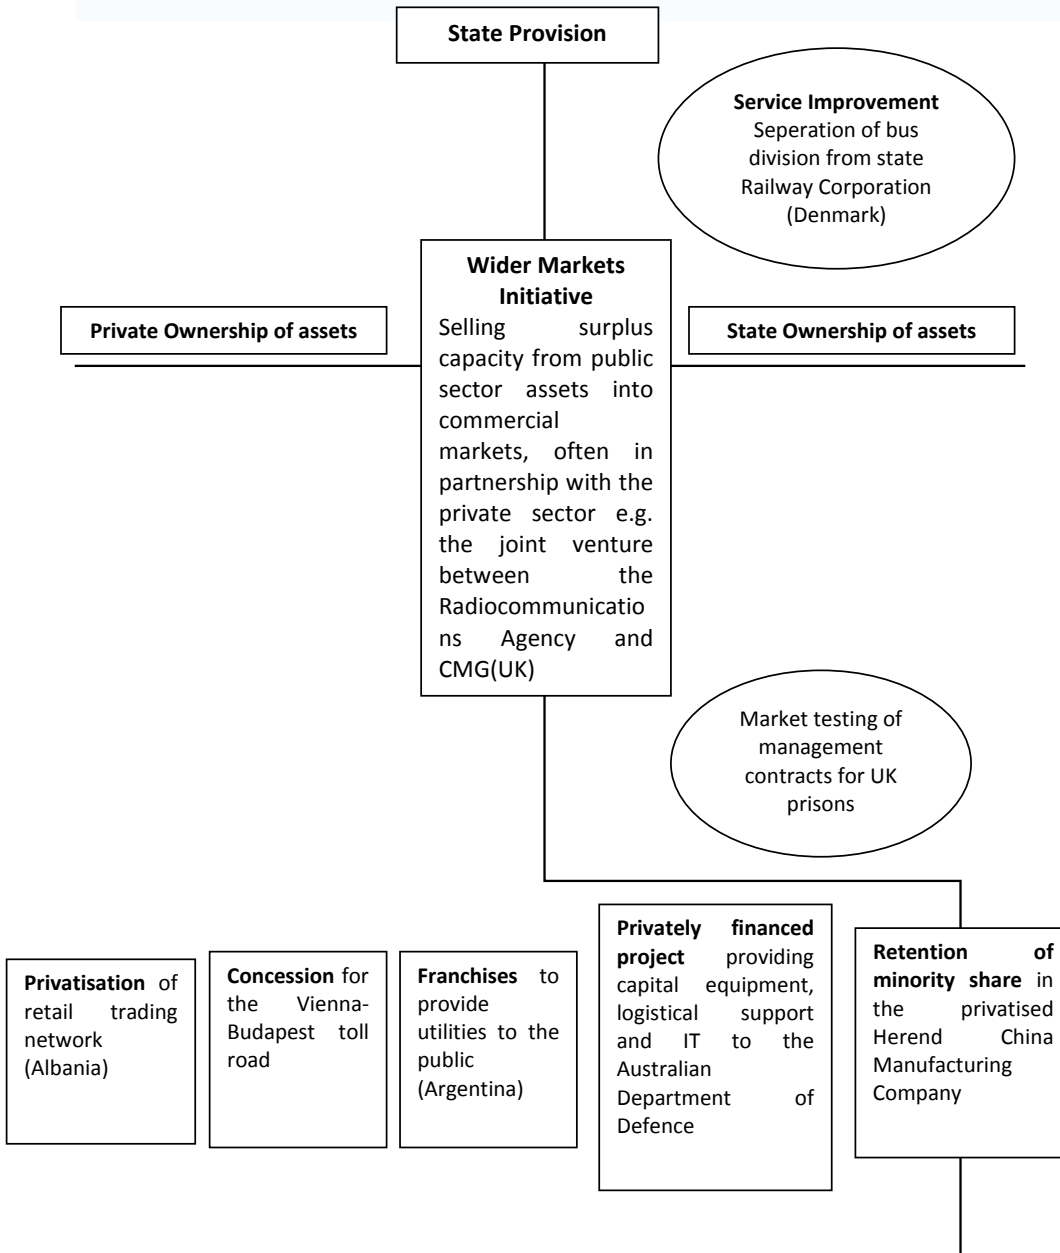 State Provision
Service Improvement
Seperation of bus
division from state
Railway Corporation
(Denmark)
Wider Markets
Initiative
Selling surplus
capacity from public
sector assets into
commercial
markets, often in
partnership with the
private sector e.g.
the joint venture
between the
Radiocommunicatio
ns Agency and
CMG(UK)
Private Ownership of assets
State Ownership of assets
Market testing of
management
contracts for UK
prisons
Privatisation of
retail trading
network
(Albania)
Concession for
the Vienna-
Budapest toll
road
Franchises to
provide
utilities to the
public
(Argentina)
Privately financed
project providing
capital equipment,
logistical support
and IT to the
Australian
Department of
Defence
Retention of
minority share in
the privatised
Herend China
Manufacturing
Company